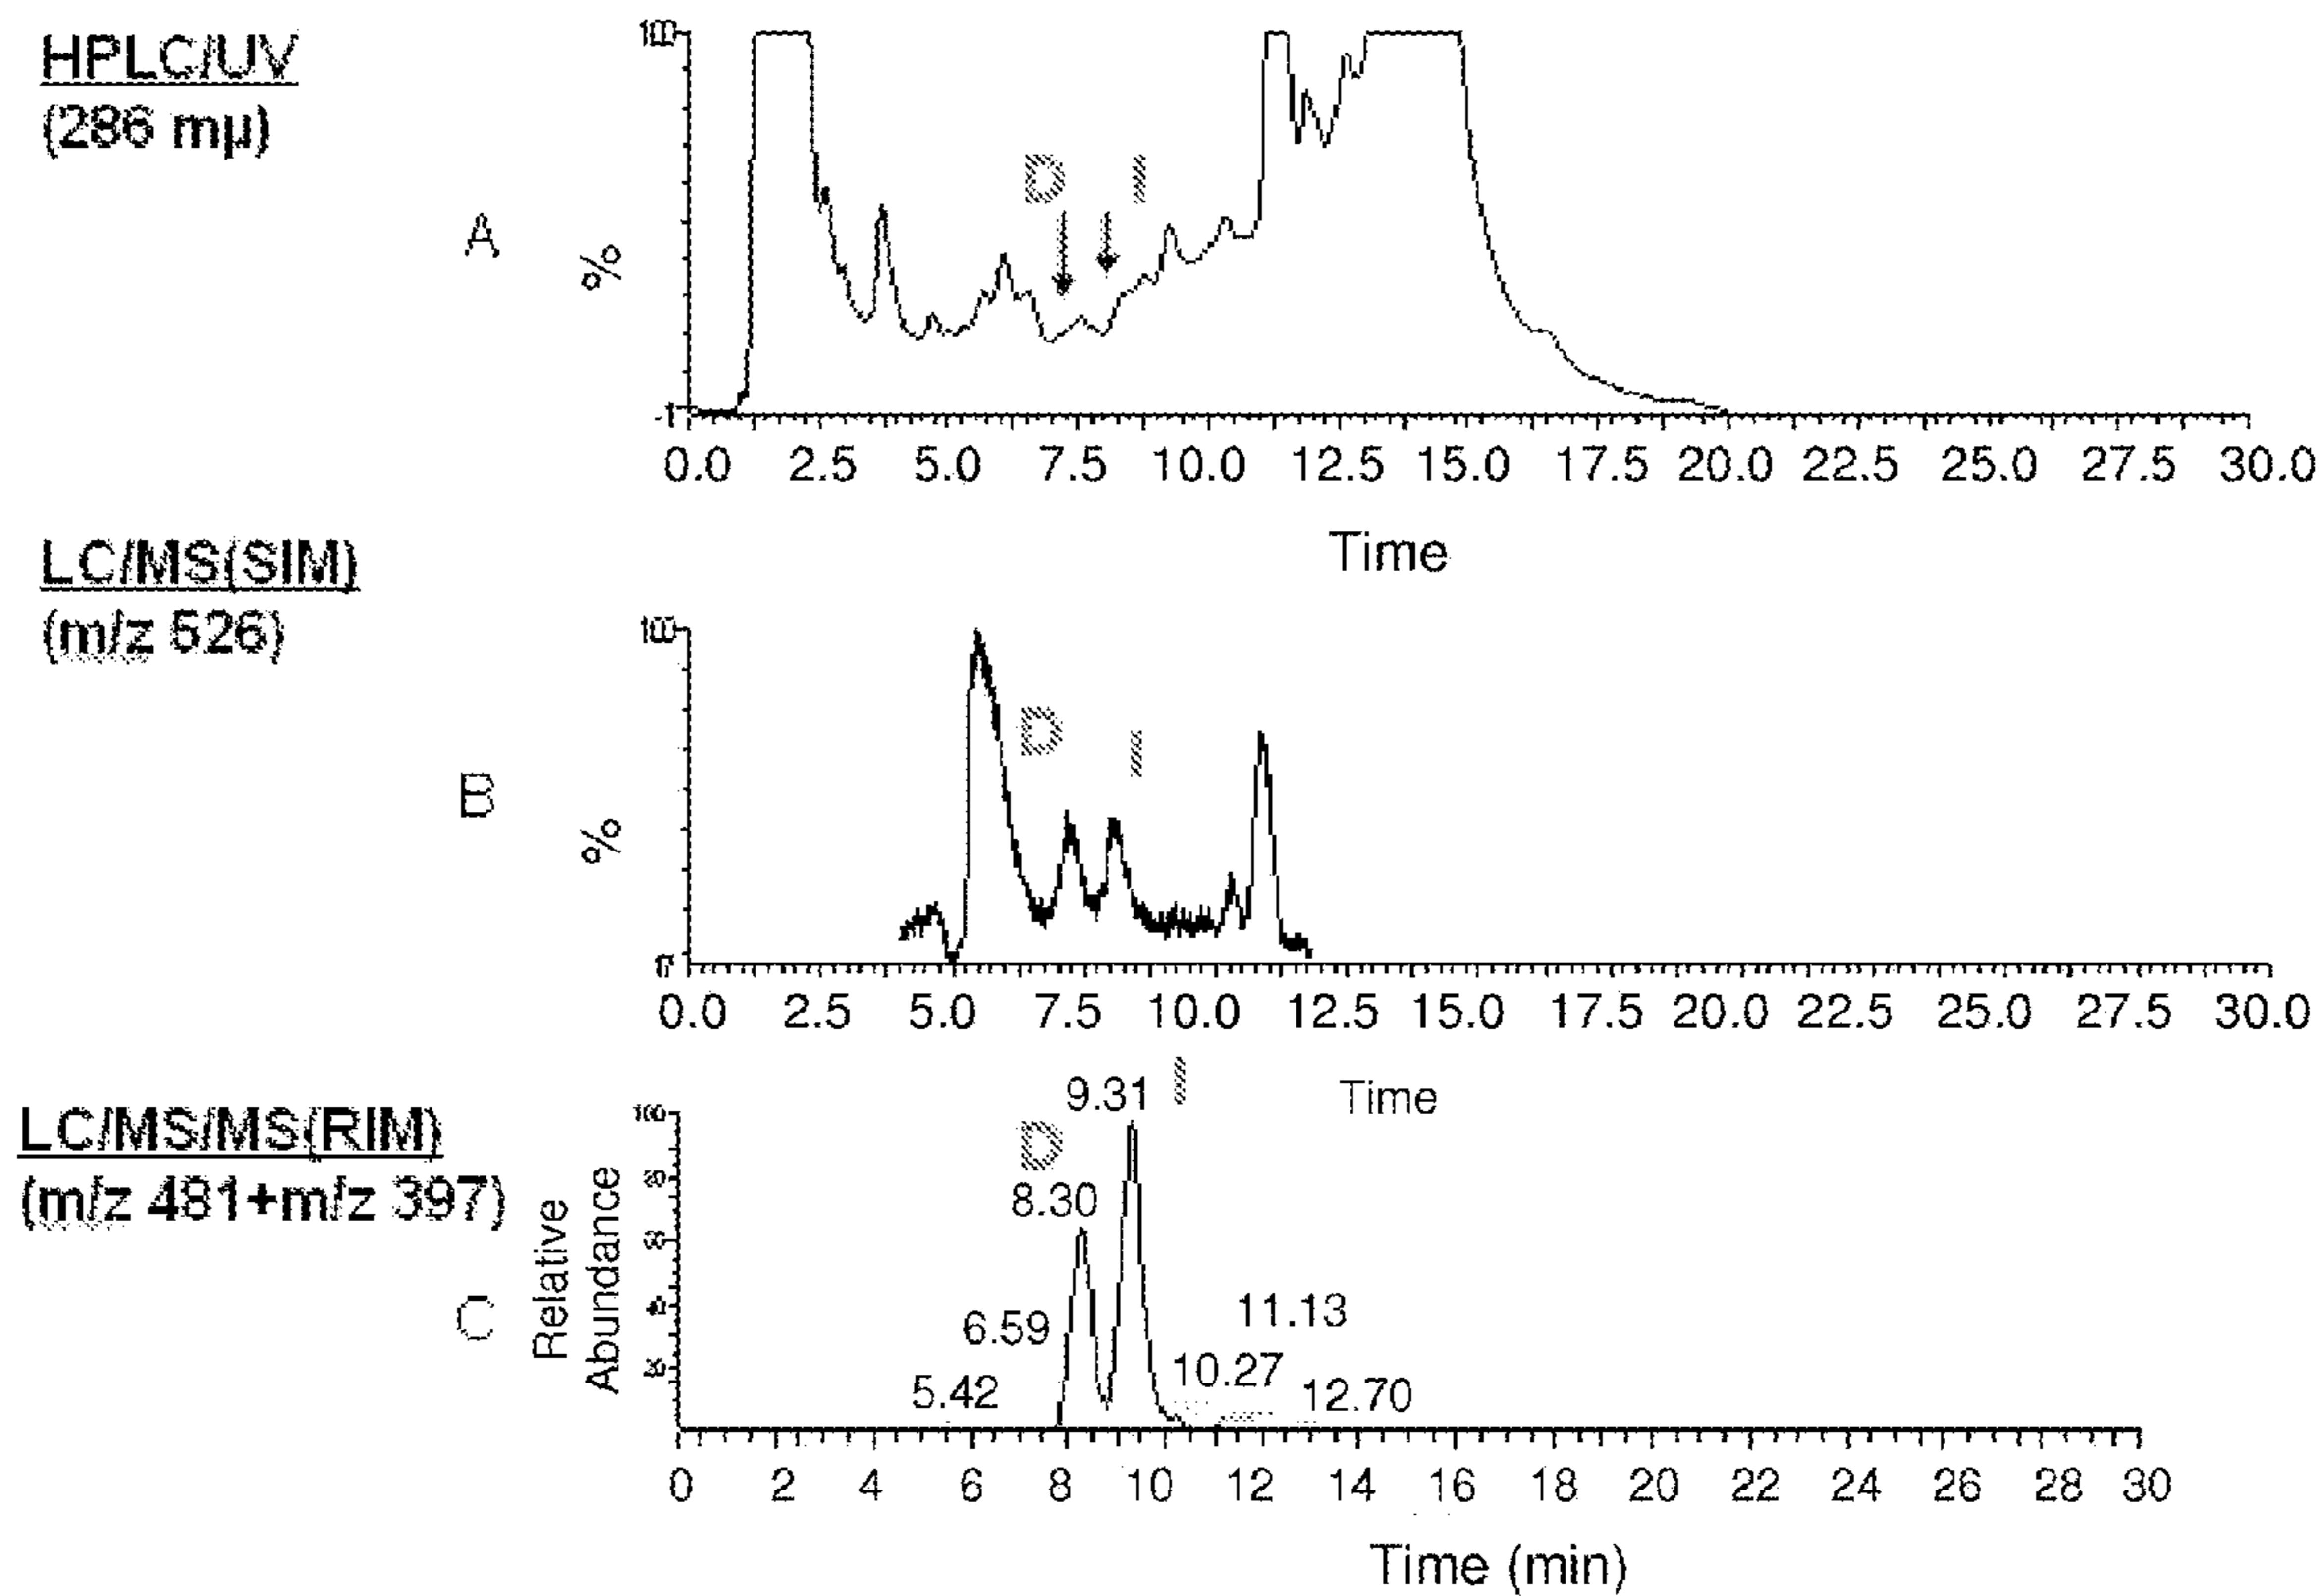 HPLC/UV
(286 mμ)
A
%
100
-1
D
I
0.0 2.5 5.0 7.5 10.0 12.5 15.0 17.5 20.0 22.5 25.0 27.5 30.0
Time
LC/MS(SIM)
(m/z 526)
B
%
100
D
I
0.0 2.5 5.0 7.5 10.0 12.5 15.0 17.5 20.0 22.5 25.0 27.5 30.0
Time
LC/MS/MS(RIM)
(m/z 481+m/z 397)
C
Relative
Abundance
100
9.31
I
D
8.30
6.59
5.42
11.13
10.27
12.70
0 2 4 6 8 10 12 14 16 18 20 22 24 26 28 30
Time (min)